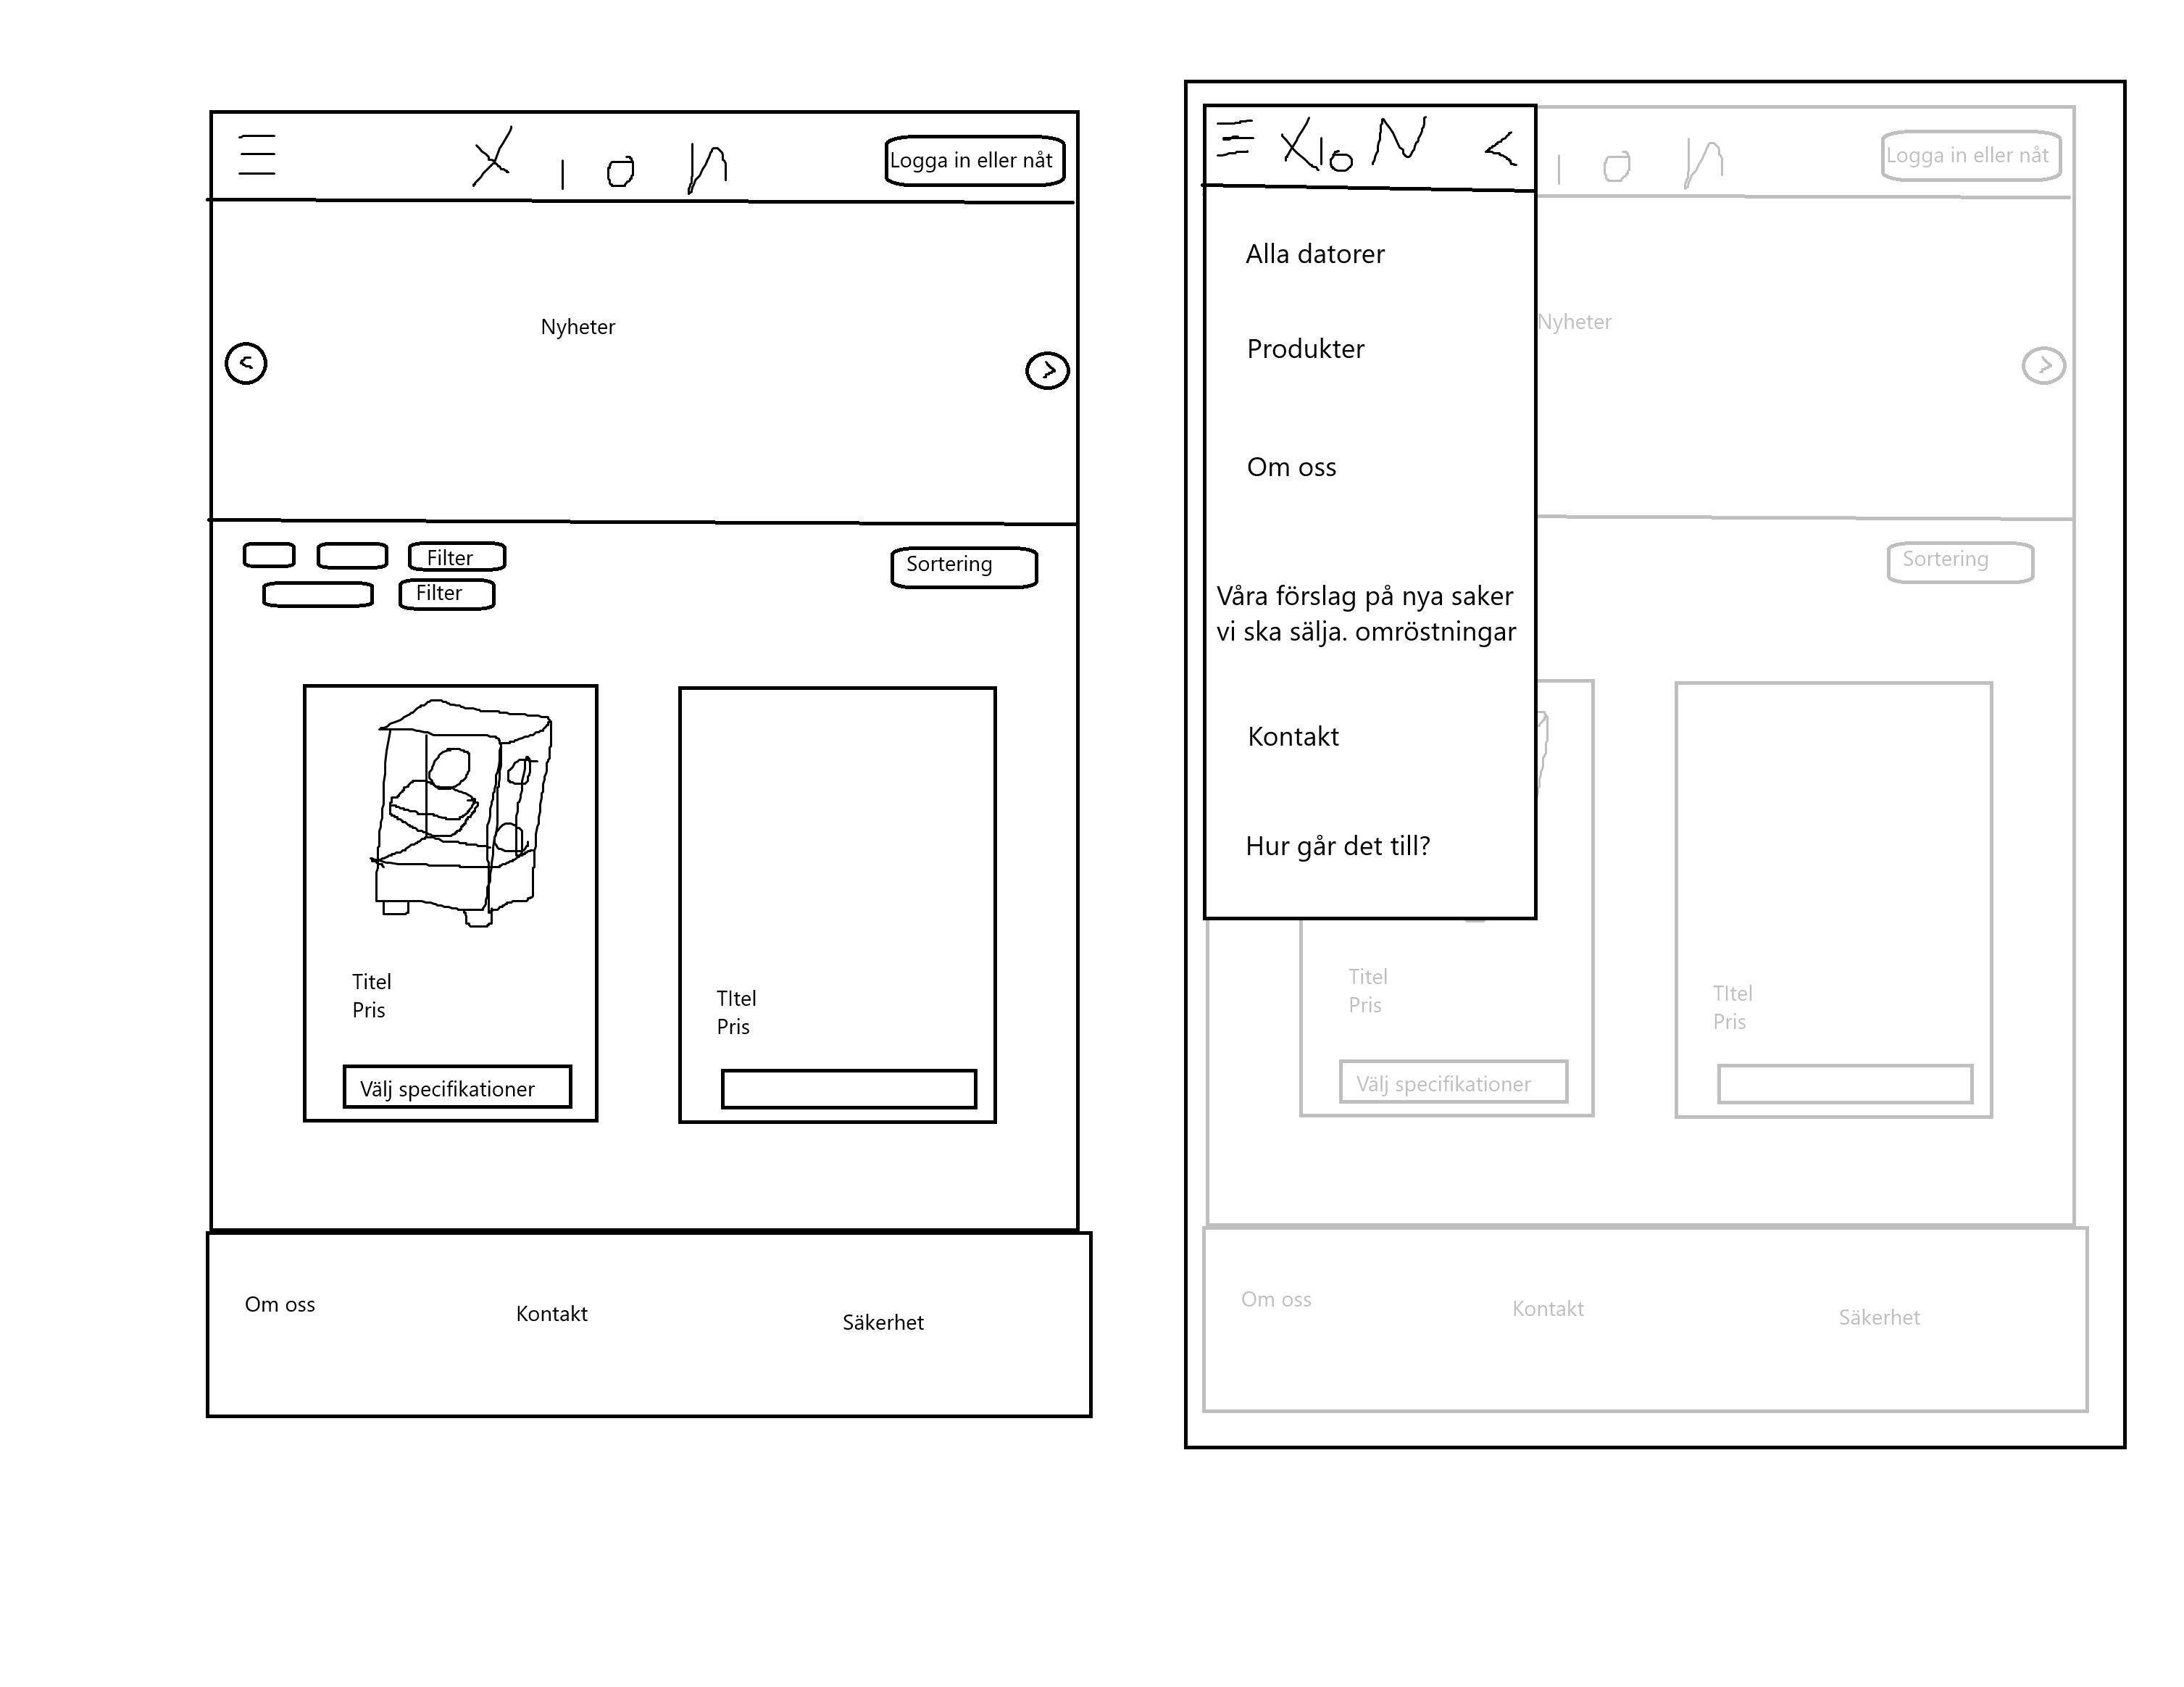 X i o n
Logga in eller nåt
Nyheter
<
>
Filter
Filter
Sortering
Titel
Pris
Välj specifikationer
TItel
Pris
Om oss
Kontakt
Säkerhet
XioN <
Alla datorer
Produkter
Om oss
Våra förslag på nya saker
vi ska sälja. omröstningar
Kontakt
Hur går det till?
i o n
Logga in eller nåt
Nyheter
>
Sortering
Titel
Pris
Välj specifikationer
TItel
Pris
Om oss
Kontakt
Säkerhet